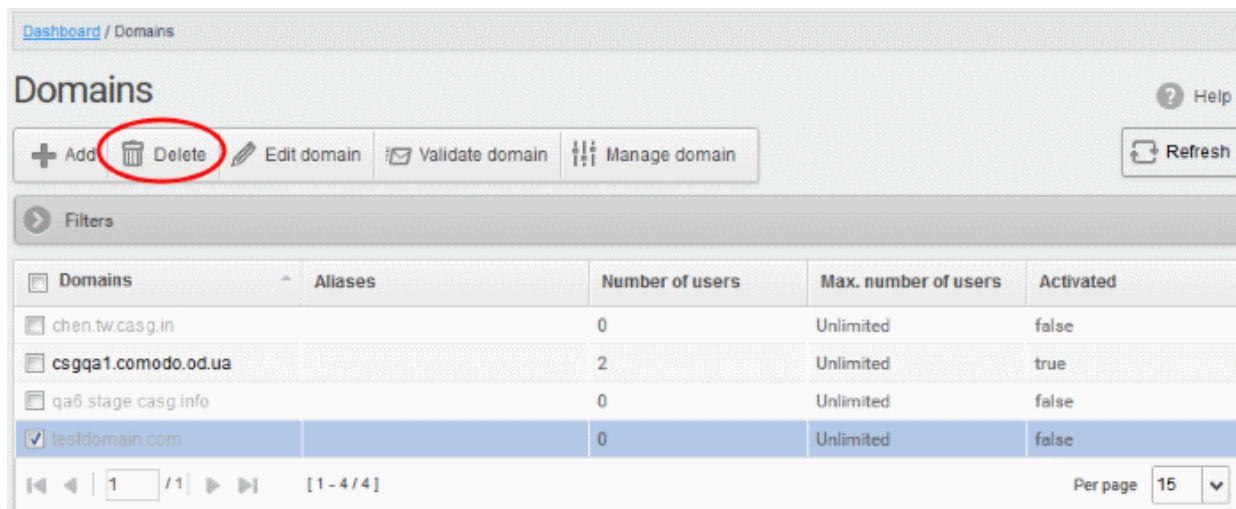 Dashboard / Domains
Domains
? Help
Add Delete Edit domain Validate domain Manage domain Refresh
Filters
Domains Aliases Number of users Max. number of users Activated
chen.tw.casg.in 0 Unlimited false
csgqa1.comodo.od.ua 2 Unlimited true
qa6.stage.casg.info 0 Unlimited false
testdomain.com 0 Unlimited false
1 / 1 [ 1 - 4 / 4 ] Per page 15